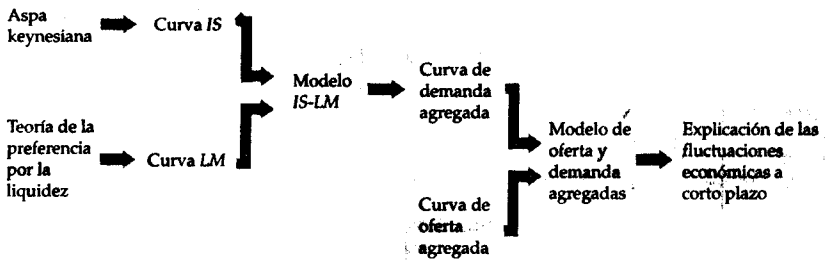 Aspa
keynesiana
Curva IS
Teoría de la
preferencia
por la
liquidez
Curva LM
Modelo
IS-LM
Curva de
demanda
agregada
Curva de
oferta
agregada
Modelo de
oferta y
demanda
agregadas
Explicación de las
fluctuaciones
económicas a
corto plazo